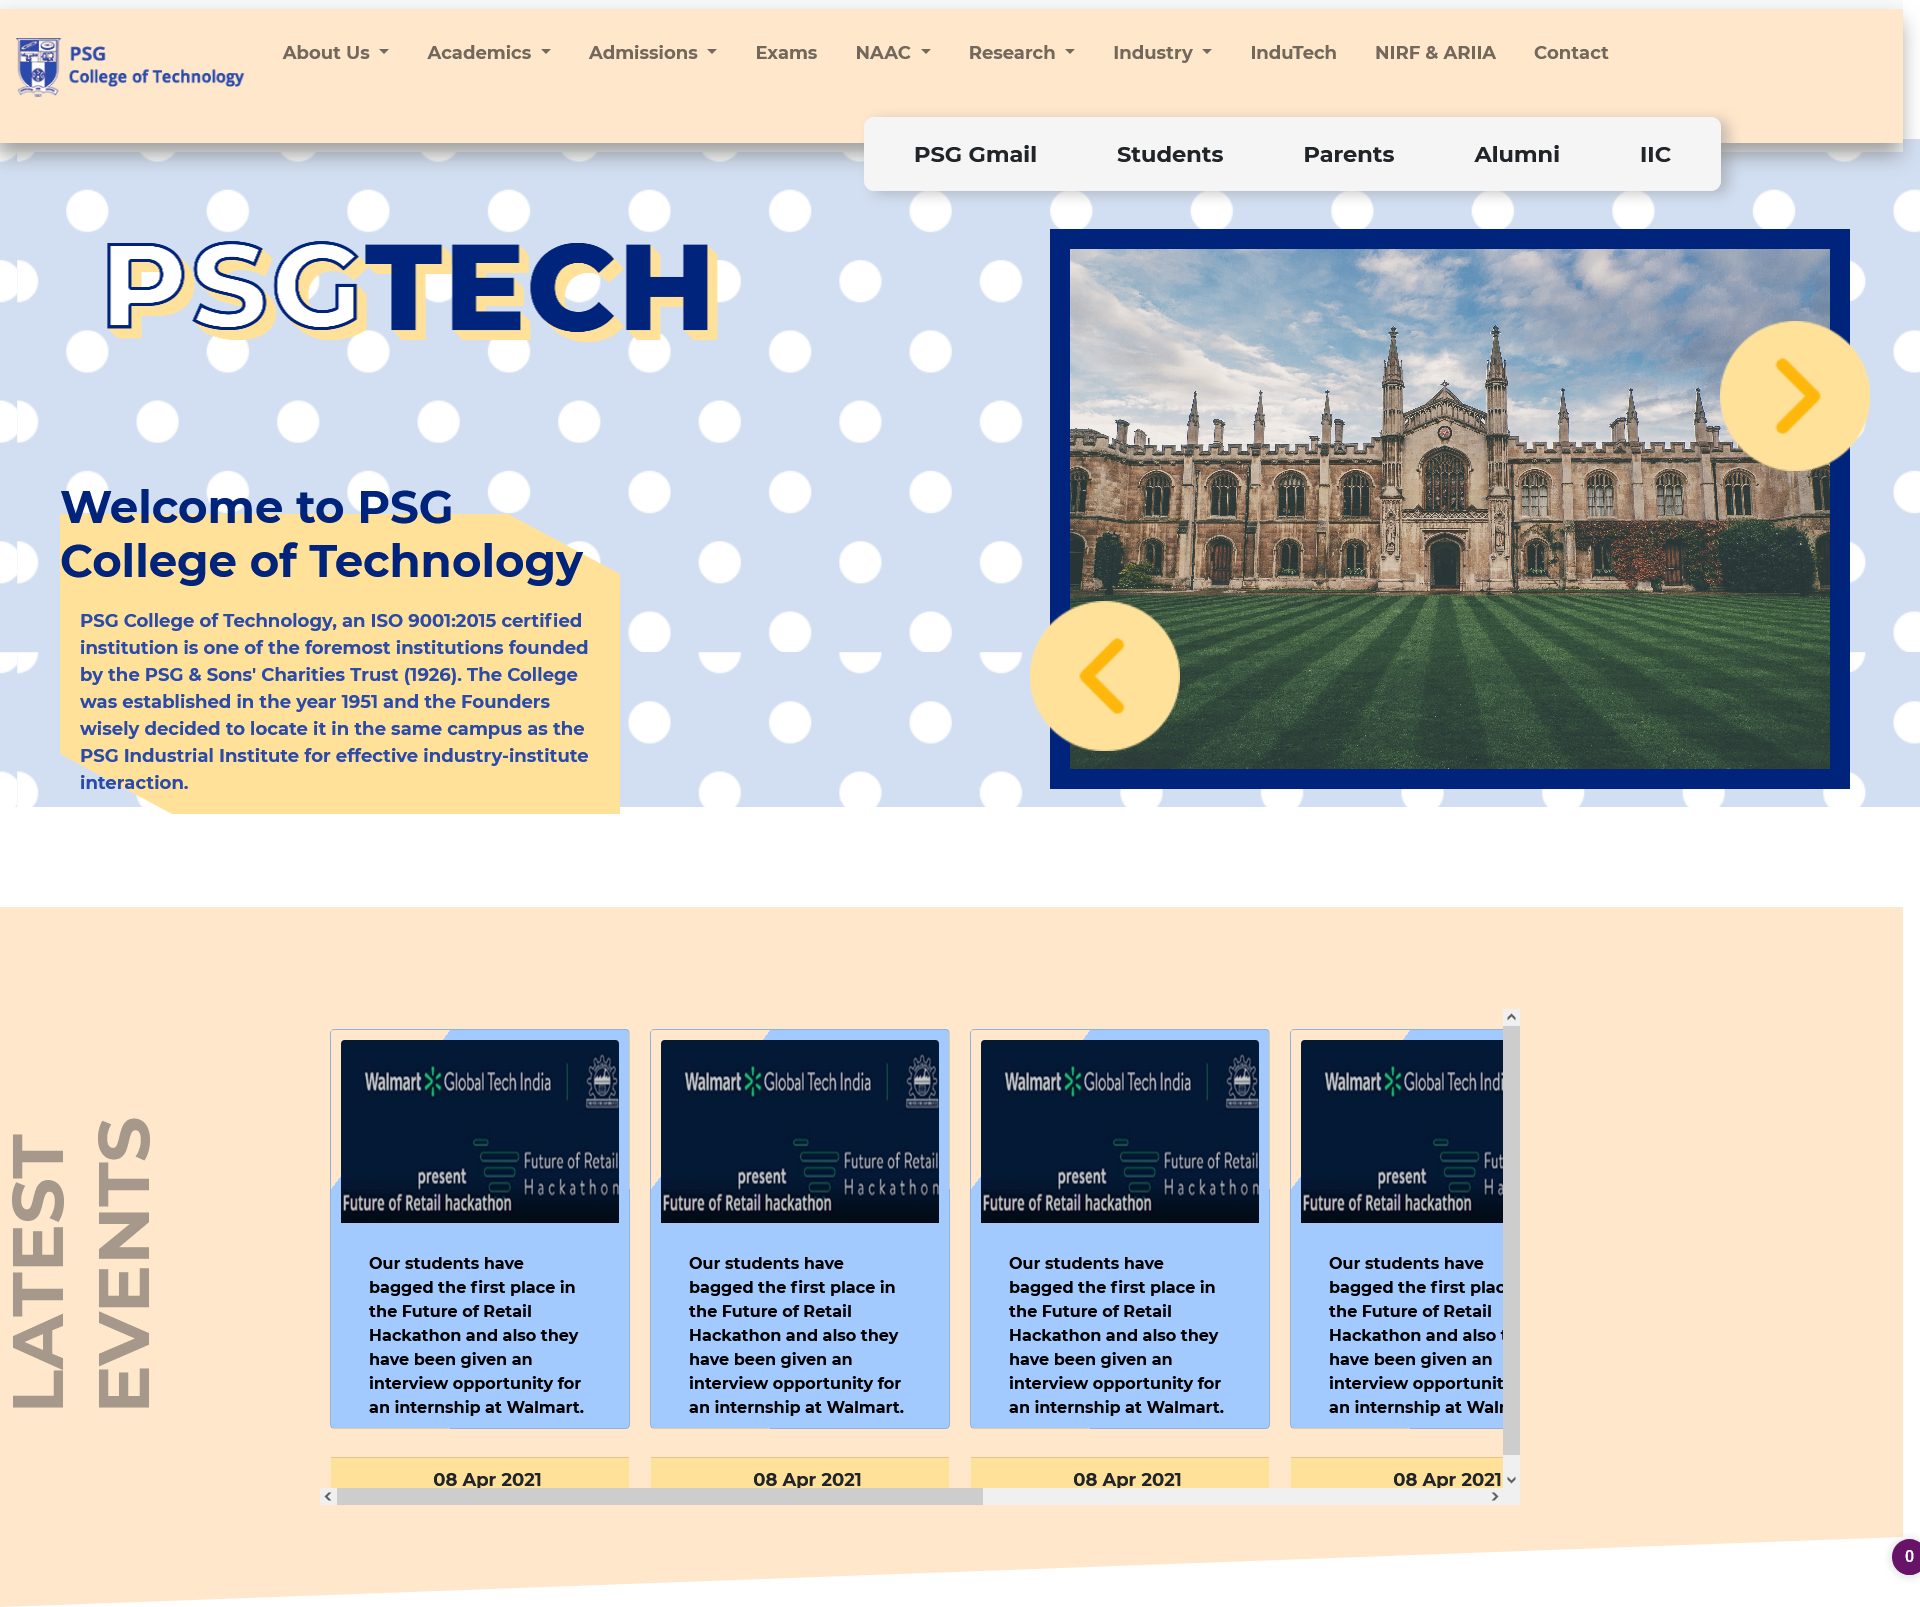 PSG
College of Technology
About Us
Academics
Admissions
Exams
NAAC
Research
Industry
InduTech
NIRF & ARIIA
Contact
PSG Gmail
Students
Parents
Alumni
IIC
PSGTECH
Welcome to PSG
College of Technology
PSG College of Technology, an ISO 9001:2015 certified
institution is one of the foremost institutions founded
by the PSG & Sons' Charities Trust (1926). The College
was established in the year 1951 and the Founders
wisely decided to locate it in the same campus as the
PSG Industrial Institute for effective industry-institute
interaction.
LATEST
EVENTS
Walmart Global Tech India
present
Future of Retail hackathon
Future of Retail
Hackathon
Our students have
bagged the first place in
the Future of Retail
Hackathon and also they
have been given an
interview opportunity for
an internship at Walmart.
08 Apr 2021
Walmart Global Tech India
present
Future of Retail hackathon
Future of Retail
Hackathon
Our students have
bagged the first place in
the Future of Retail
Hackathon and also they
have been given an
interview opportunity for
an internship at Walmart.
08 Apr 2021
Walmart Global Tech India
present
Future of Retail hackathon
Future of Retail
Hackathon
Our students have
bagged the first place in
the Future of Retail
Hackathon and also they
have been given an
interview opportunity for
an internship at Walmart.
08 Apr 2021
Walmart Global Tech Indi
present
Future of Retail hackathon
Fut
Ha
Our students have
bagged the first plac
the Future of Retail
Hackathon and also t
have been given an
interview opportunit
an internship at Wal
08 Apr 2021
0